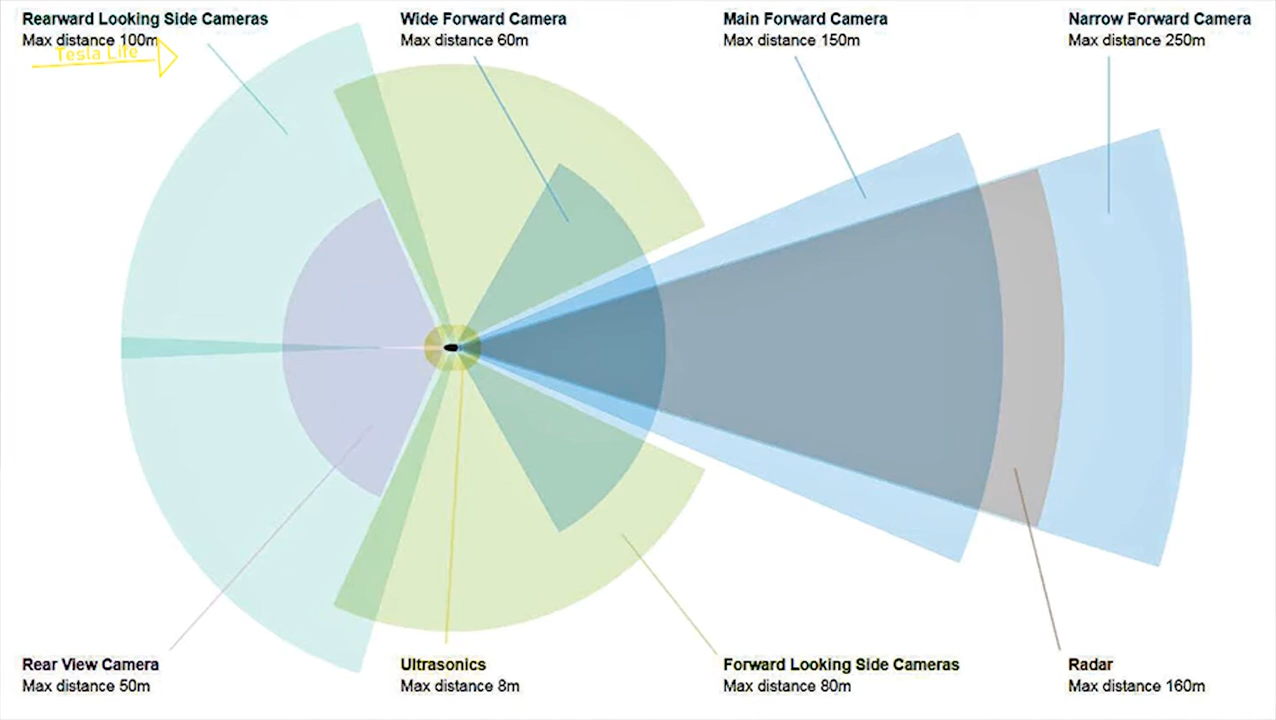 Rearward Looking Side Cameras
Max distance 100m
Tesla Life
Wide Forward Camera
Max distance 60m
Main Forward Camera
Max distance 150m
Narrow Forward Camera
Max distance 250m
Rear View Camera
Max distance 50m
Ultrasonics
Max distance 8m
Forward Looking Side Cameras
Max distance 80m
Radar
Max distance 160m